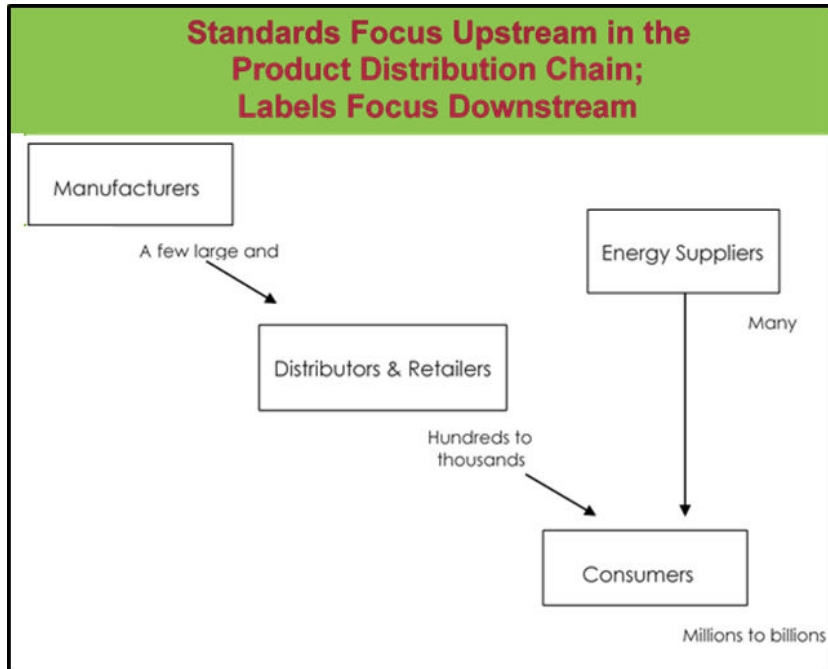 Standards Focus Upstream in the
Product Distribution Chain;
Labels Focus Downstream
Manufacturers
A few large and
Energy Suppliers
Many
Distributors & Retailers
Hundreds to
thousands
Consumers
Millions to billions